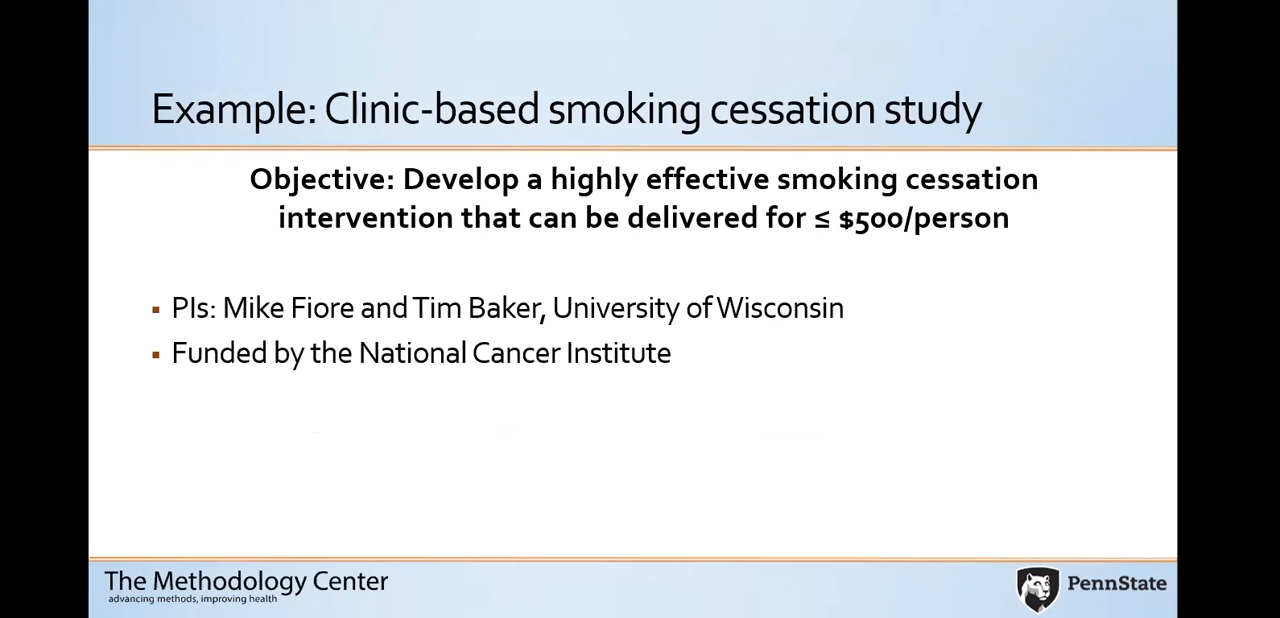 Example: Clinic-based smoking cessation study
Objective: Develop a highly effective smoking cessation
intervention that can be delivered for ≤ $500/person
▪ PIs: Mike Fiore and Tim Baker, University of Wisconsin
▪ Funded by the National Cancer Institute
The Methodology Center
advancing methods, improving health
PennState